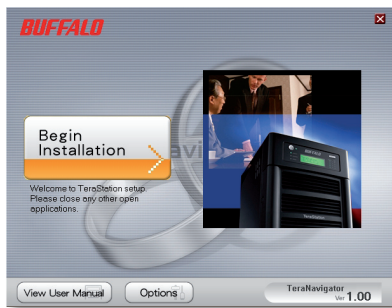 BUFFALO
Begin
Installation
Welcome to TeraStation setup.
Please close any other open
applications.
TeraStation
View User Manual
Options
TeraNavigator
Ver 1.00